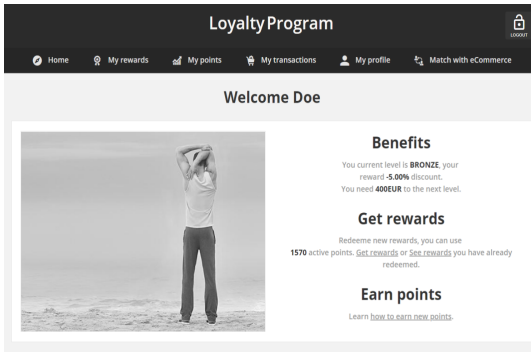 Loyalty Program
LOGOUT
Home My rewards My points My transactions My profile Match with eCommerce
Welcome Doe
Benefits
You current level is BRONZE, your
reward -5.00% discount.
You need 400EUR to the next level.
Get rewards
Redeeme new rewards, you can use
1570 active points. Get rewards or See rewards you have already
redeemed.
Earn points
Learn how to earn new points.